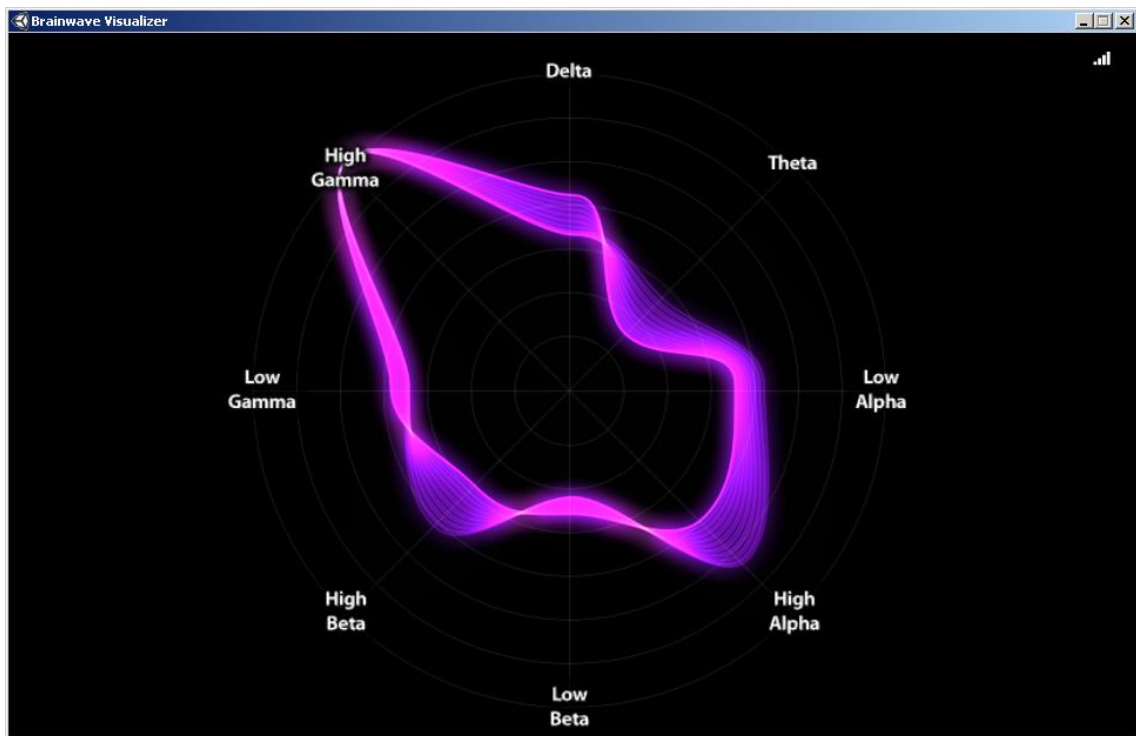 Brainwave Visualizer
Delta
High
Gamma
Theta
Low
Gamma
Low
Alpha
High
Beta
High
Alpha
Low
Beta